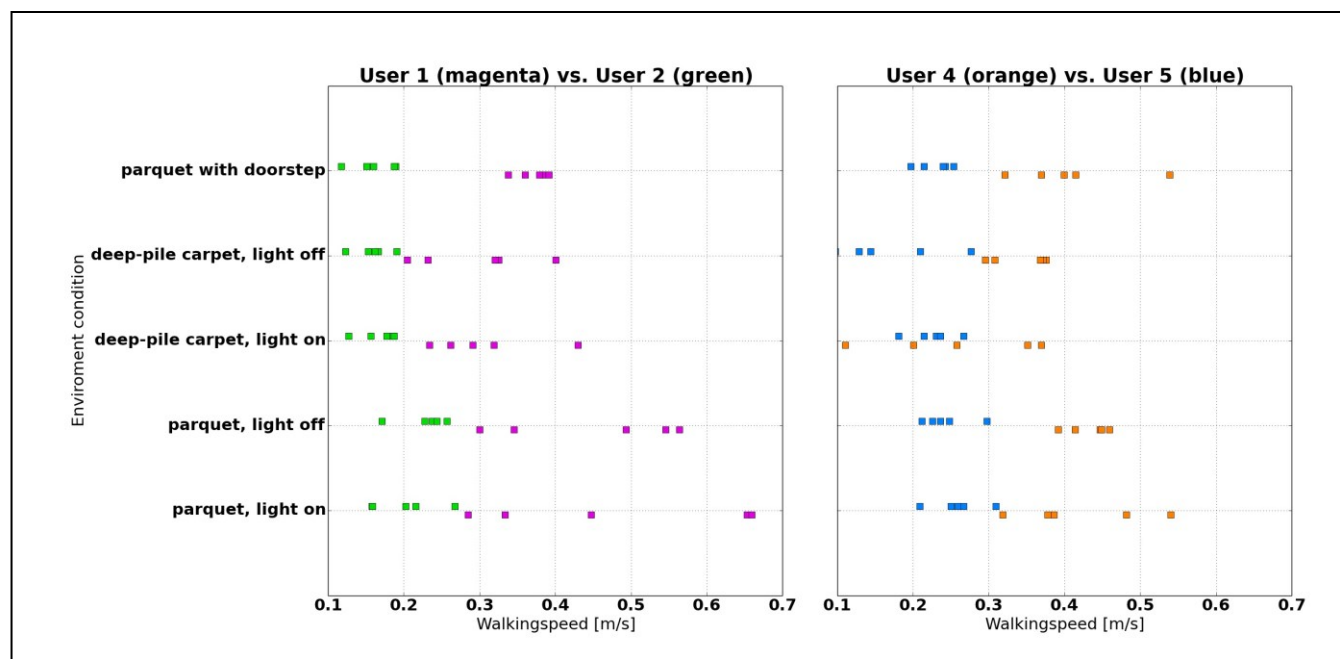 User 1 (magenta) vs. User 2 (green)
User 4 (orange) vs. User 5 (blue)
Enviroment condition
parquet with doorstep
deep-pile carpet, light off
deep-pile carpet, light on
parquet, light off
parquet, light on
0.1 0.2 0.3 0.4 0.5 0.6 0.7
0.1 0.2 0.3 0.4 0.5 0.6 0.7
Walkingspeed [m/s]
Walkingspeed [m/s]